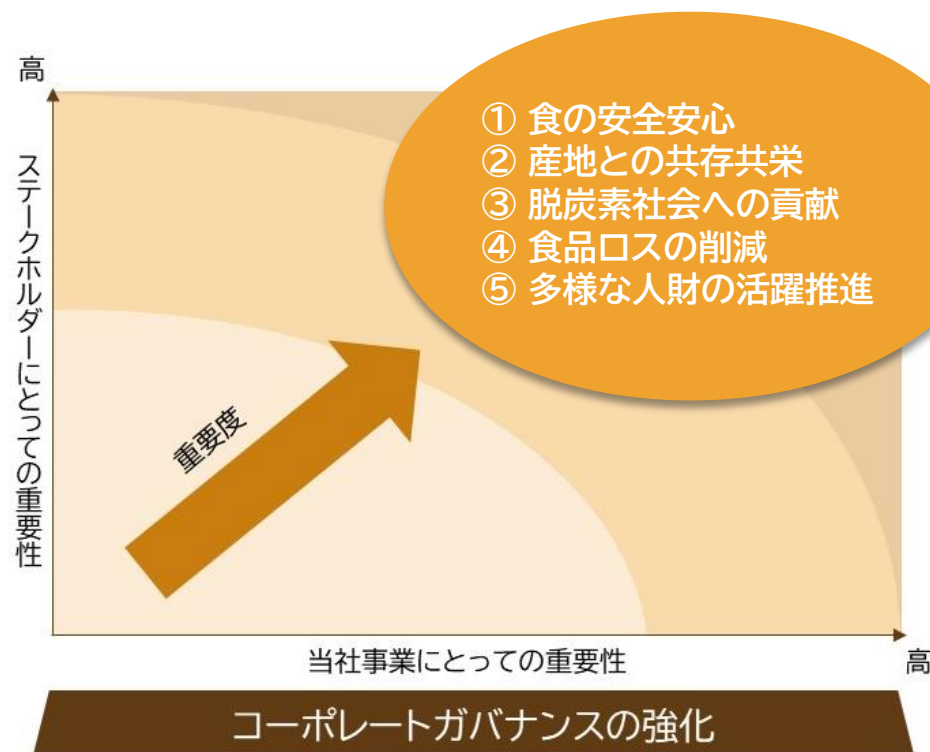 高
ステークホルダーにとっての重要性
① 食の安全安心
② 産地との共存共栄
③ 脱炭素社会への貢献
④ 食品ロスの削減
⑤ 多様な人財の活躍推進
重要度
当社事業にとっての重要性
高
コーポレートガバナンスの強化